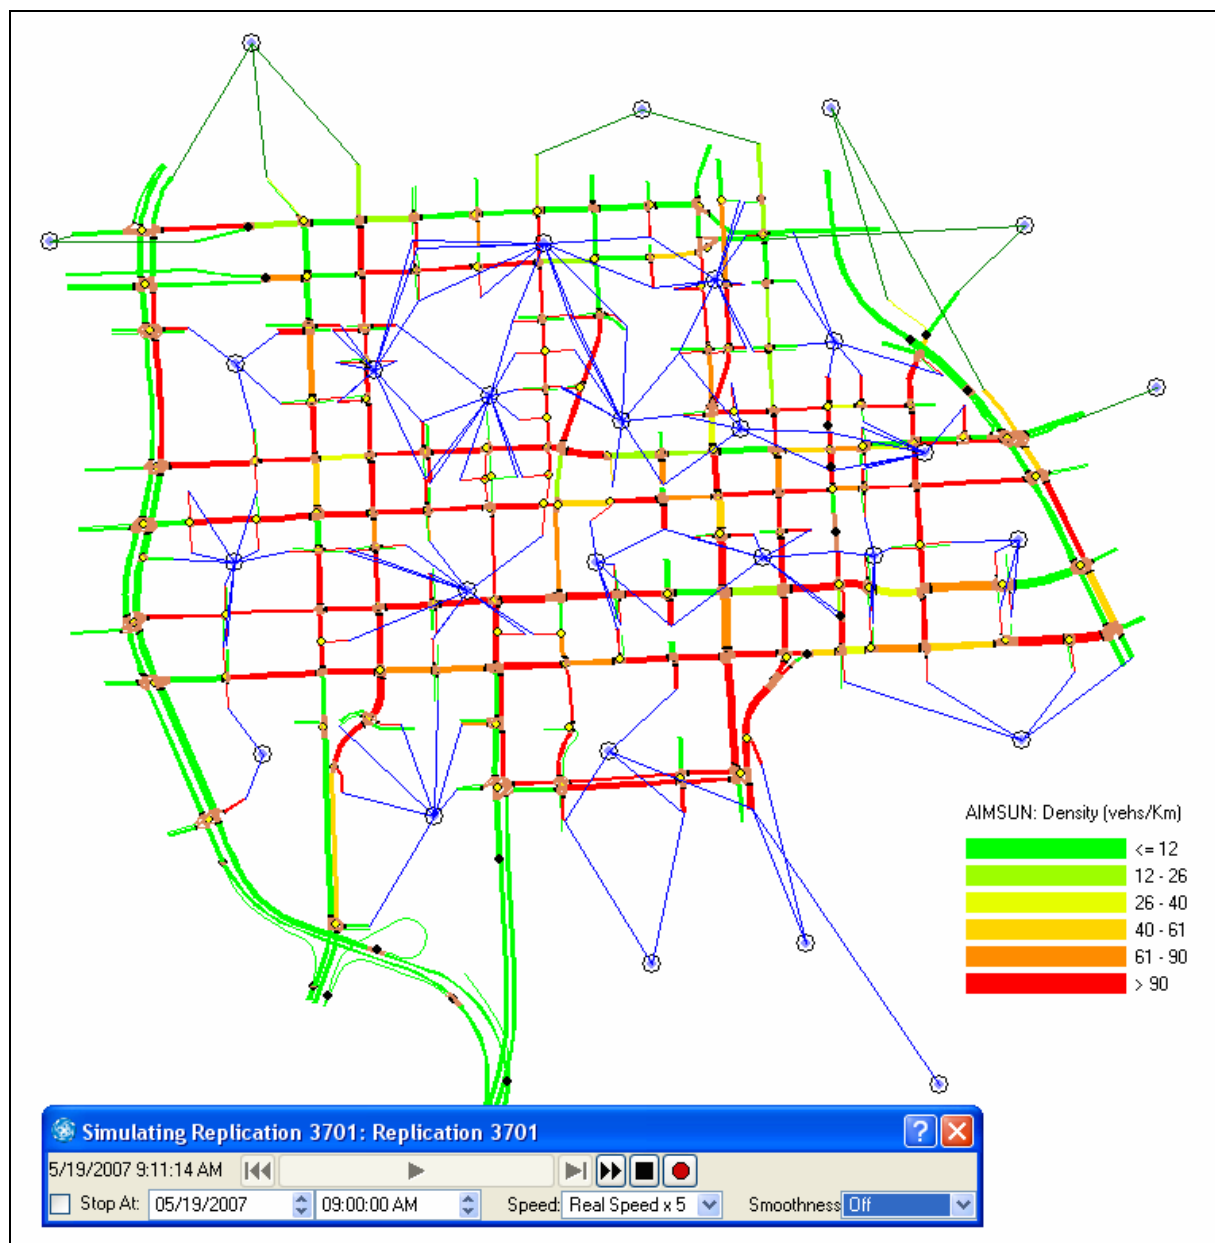 AIMSUN: Density (vehs/Km)
<= 12
12 - 26
26 - 40
40 - 61
61 - 90
> 90
Simulating Replication 3701: Replication 3701
5/19/2007 9:11:14 AM
Stop At: 05/19/2007 09:00:00 AM Speed: Real Speed x 5 Smoothness Off